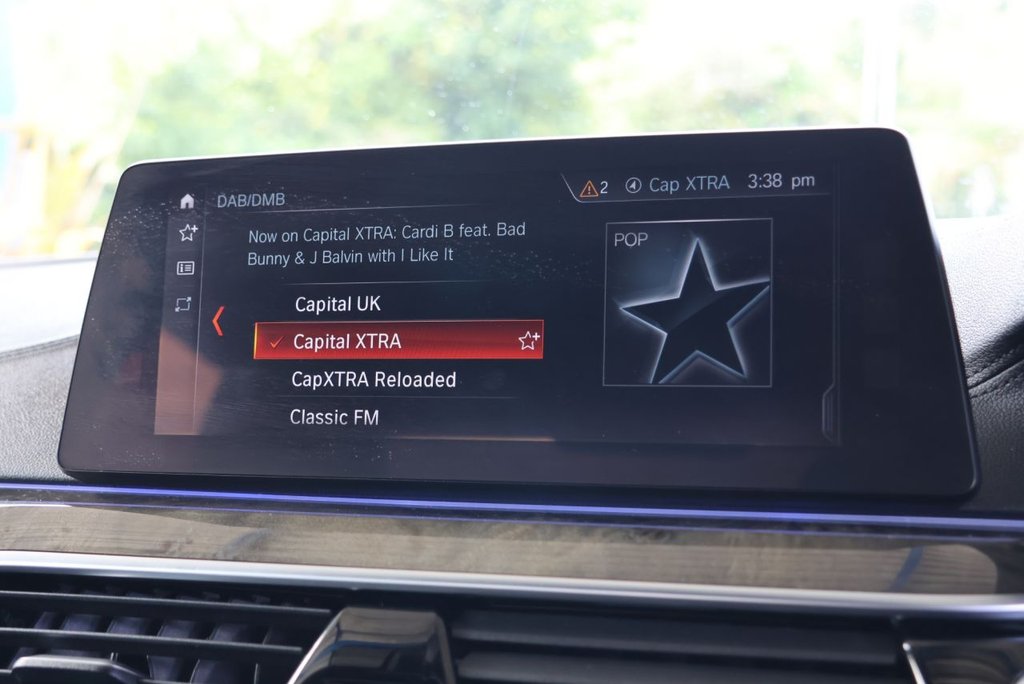 DAB/DMB
2 Cap XTRA 3:38 pm
Now on Capital XTRA: Cardi B feat. Bad
Bunny & J Balvin with I Like It
POP
Capital UK
Capital XTRA
CapXTRA Reloaded
Classic FM